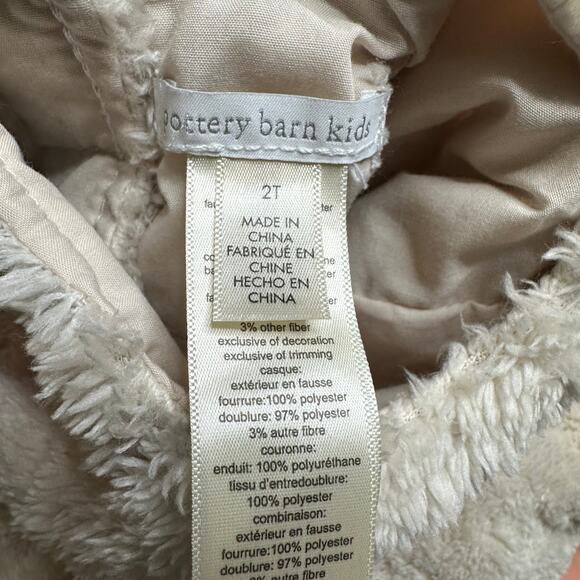 pottery barn kids
2T
MADE IN
CHINA
FABRIQUÉ EN
CHINE
HECHO EN
CHINA
3% other fiber
exclusive of decoration
exclusive of trimming
casque:
extérieur en fausse
fourrure:100% polyester
doublure: 97% polyester
3% autre fibre
couronne:
enduit: 100% polyuréthane
tissu d'entredoublure:
100% polyester
combinaison:
extérieur en fausse
fourrure:100% polyester
doublure: 97% polyester